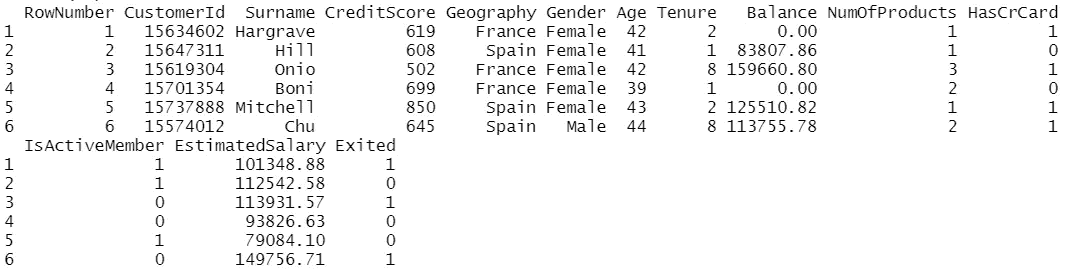 RowNumber CustomerId  Surname CreditScore Geography Gender Age Tenure   Balance NumOfProducts HasCrCard
1         1   15634602 Hargrave         619    France Female  42      2      0.00             1         1
2         2   15647311     Hill         608     Spain Female  41      1  83807.86             1         0
3         3   15619304     Onio         502    France Female  42      8 159660.80             3         1
4         4   15701354     Boni         699    France Female  39      1      0.00             2         0
5         5   15737888 Mitchell         850     Spain Female  43      2 125510.82             1         1
6         6   15574012      Chu         645     Spain   Male  44      8 113755.78             2         1
  IsActiveMember EstimatedSalary Exited
1              1       101348.88      1
2              1       112542.58      0
3              0       113931.57      1
4              0        93826.63      0
5              1        79084.10      0
6              0       149756.71      1